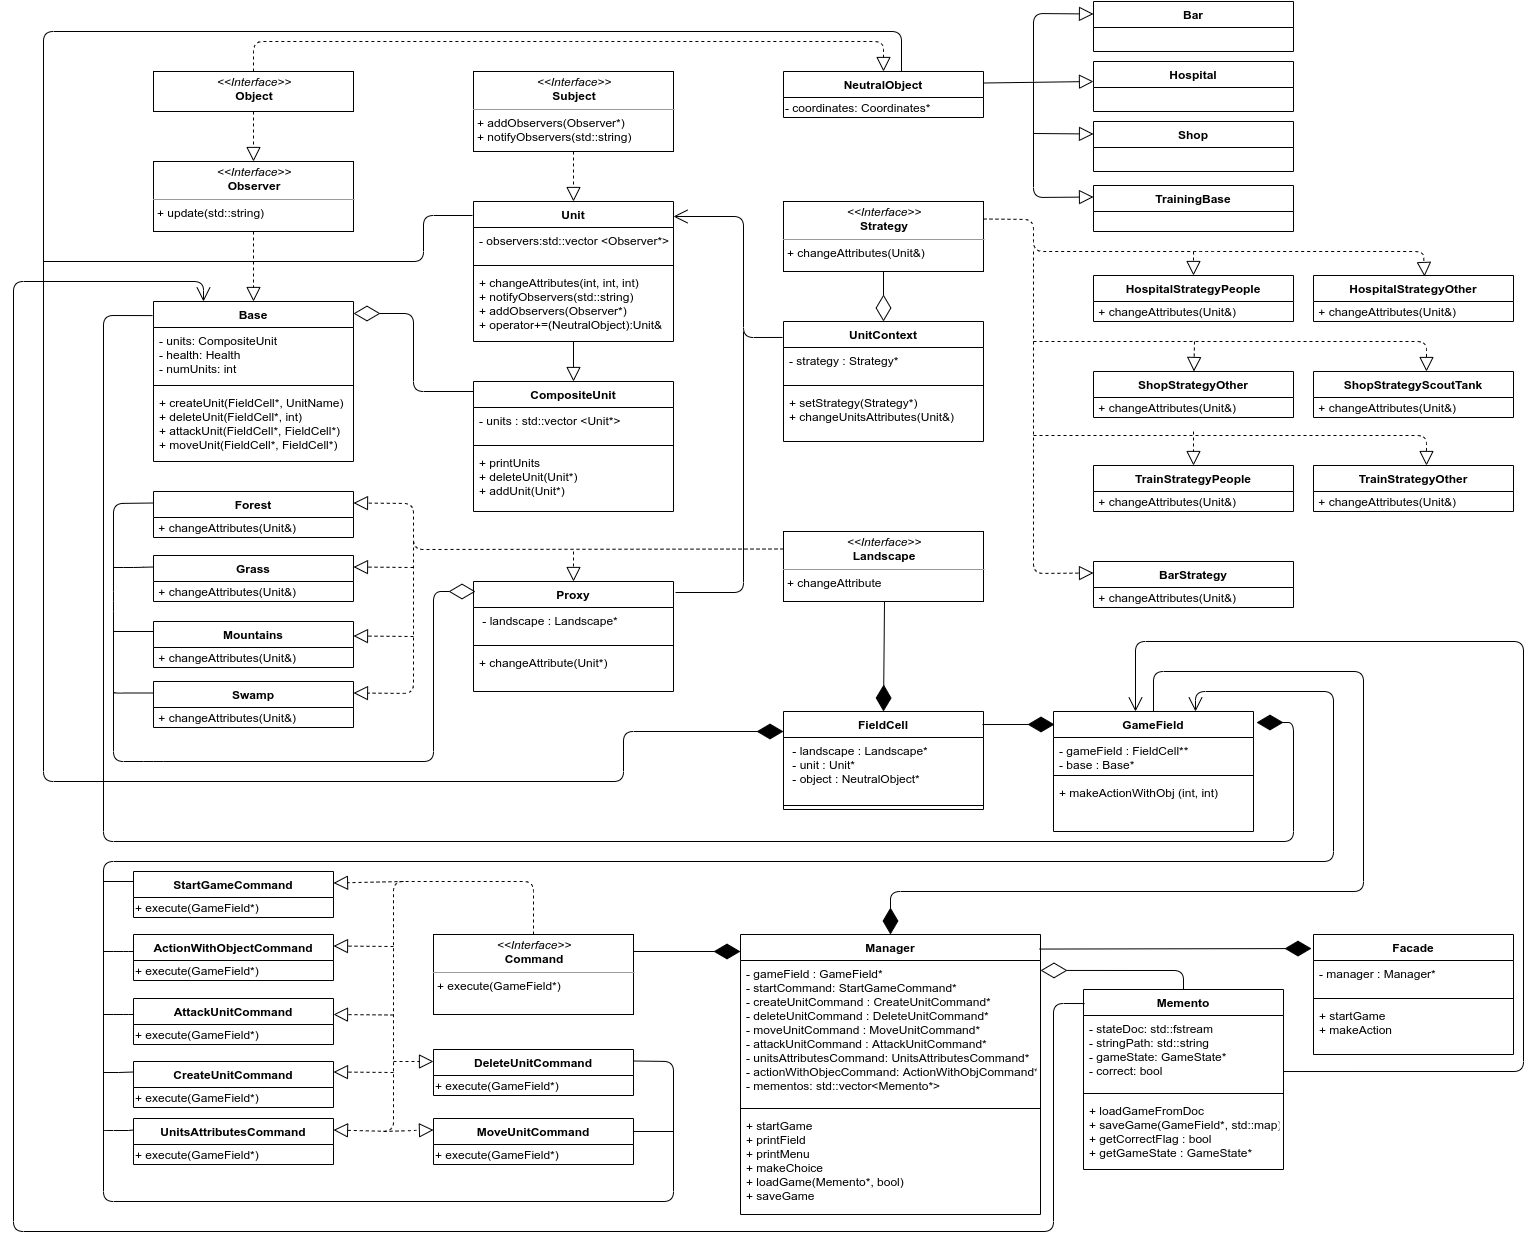 <<Interface>>
Object
<<Interface>>
Observer
+ update(std::string)
<<Interface>>
Subject
+ addObservers(Observer*)
+ notifyObservers(std::string)
NeutralObject
- coordinates: Coordinates*
Bar
Hospital
Shop
TrainingBase
Unit
- observers:std::vector <Observer*>
+ changeAttributes(int, int, int)
+ notifyObservers(std::string)
+ addObservers(Observer*)
+ operator+=(NeutralObject):Unit&
<<Interface>>
Strategy
+ changeAttributes(Unit&)
HospitalStrategyPeople
+ changeAttributes(Unit&)
HospitalStrategyOther
+ changeAttributes(Unit&)
Base
- units: CompositeUnit
- health: Health
- numUnits: int
+ createUnit(FieldCell*, UnitName)
+ deleteUnit(FieldCell*, int)
+ attackUnit(FieldCell*, FieldCell*)
+ moveUnit(FieldCell*, FieldCell*)
CompositeUnit
- units : std::vector <Unit*>
+ printUnits
+ deleteUnit(Unit*)
+ addUnit(Unit*)
UnitContext
- strategy : Strategy*
+ setStrategy(Strategy*)
+ changeUnitsAttributes(Unit&)
ShopStrategyOther
+ changeAttributes(Unit&)
ShopStrategyScoutTank
+ changeAttributes(Unit&)
TrainStrategyPeople
+ changeAttributes(Unit&)
TrainStrategyOther
+ changeAttributes(Unit&)
BarStrategy
+ changeAttributes(Unit&)
Forest
+ changeAttributes(Unit&)
Grass
+ changeAttributes(Unit&)
Mountains
+ changeAttributes(Unit&)
Swamp
+ changeAttributes(Unit&)
Proxy
- landscape : Landscape*
+ changeAttribute(Unit*)
<<Interface>>
Landscape
+ changeAttribute
FieldCell
- landscape : Landscape*
- unit : Unit*
- object : NeutralObject*
GameField
- gameField : FieldCell**
- base : Base*
+ makeActionWithObj (int, int)
StartGameCommand
+ execute(GameField*)
ActionWithObjectCommand
+ execute(GameField*)
AttackUnitCommand
+ execute(GameField*)
CreateUnitCommand
+ execute(GameField*)
UnitsAttributesCommand
+ execute(GameField*)
<<Interface>>
Command
+ execute(GameField*)
DeleteUnitCommand
+ execute(GameField*)
MoveUnitCommand
+ execute(GameField*)
Manager
- gameField : GameField*
- startCommand: StartGameCommand*
- createUnitCommand : CreateUnitCommand*
- deleteUnitCommand : DeleteUnitCommand*
- moveUnitCommand : MoveUnitCommand*
- attackUnitCommand : AttackUnitCommand*
- unitsAttributesCommand: UnitsAttributesCommand*
- actionWithObjecCommand: ActionWithObjCommand*
- mementos: std::vector<Memento*>
+ startGame
+ printField
+ printMenu
+ makeChoice
+ loadGame(Memento*, bool)
+ saveGame
Memento
- stateDoc: std::fstream
- stringPath: std::string
- gameState: GameState*
- correct: bool
+ loadGameFromDoc
+ saveGame(GameField*, std::map)
+ getCorrectFlag : bool
+ getGameState : GameState*
Facade
- manager : Manager*
+ startGame
+ makeAction